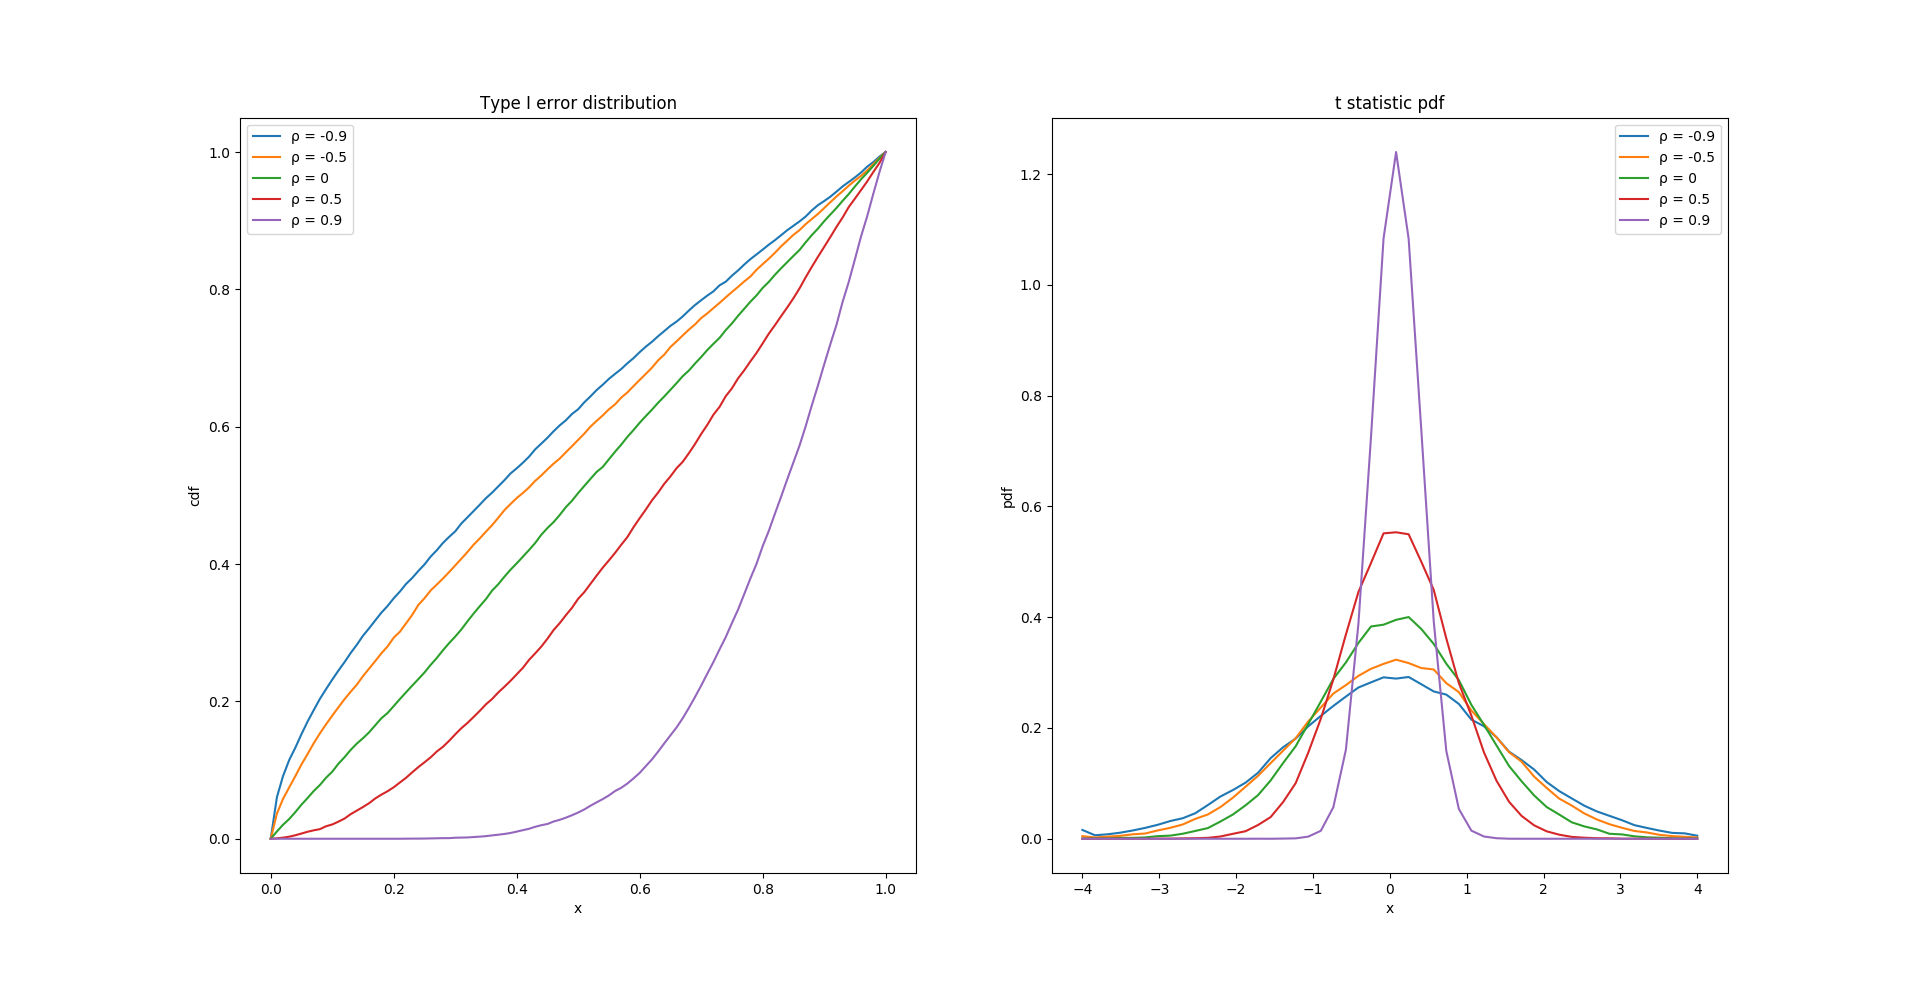 Type I error distribution
ρ = -0.9
ρ = -0.5
ρ = 0
ρ = 0.5
ρ = 0.9
1.0
0.8
0.6
0.4
0.2
0.0
cdf
0.0 0.2 0.4 0.6 0.8 1.0
x
t statistic pdf
ρ = -0.9
ρ = -0.5
ρ = 0
ρ = 0.5
ρ = 0.9
1.2
1.0
0.8
0.6
0.4
0.2
0.0
pdf
−4 −3 −2 −1 0 1 2 3 4
x